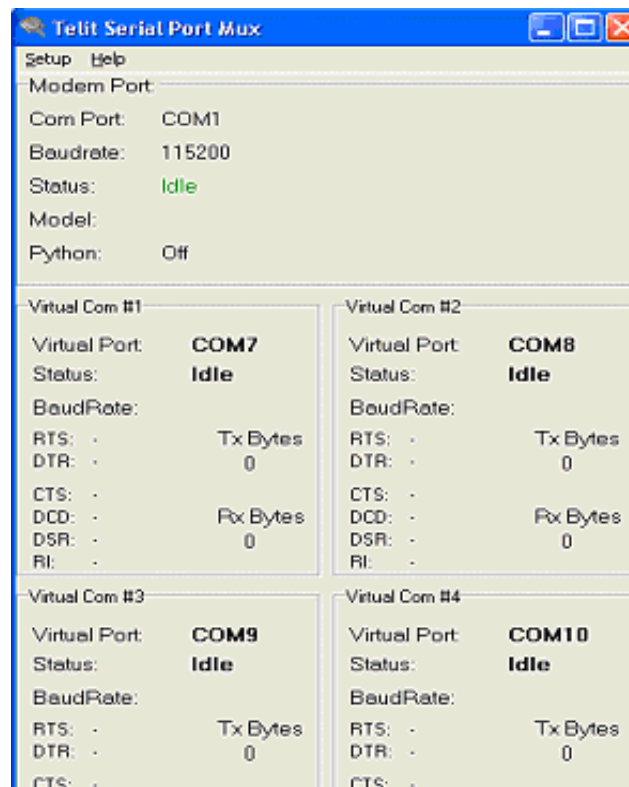 Telit Serial Port Mux
Setup Help
Modem Port
Com Port: COM1
Baudrate: 115200
Status: Idle
Model:
Python: Off
Virtual Com #1
Virtual Port COM7
Status: Idle
BaudRate:
RTS: - Tx Bytes
DTR: - 0
CTS: -
DCD: - Rx Bytes
DSR: - 0
RI: -
Virtual Com #2
Virtual Port COM8
Status: Idle
BaudRate:
RTS: - Tx Bytes
DTR: - 0
CTS: -
DCD: - Rx Bytes
DSR: - 0
RI: -
Virtual Com #3
Virtual Port COM9
Status: Idle
BaudRate:
RTS: - Tx Bytes
DTR: - 0
CTS: -
Virtual Com #4
Virtual Port COM10
Status: Idle
BaudRate:
RTS: - Tx Bytes
DTR: - 0
CTS: -